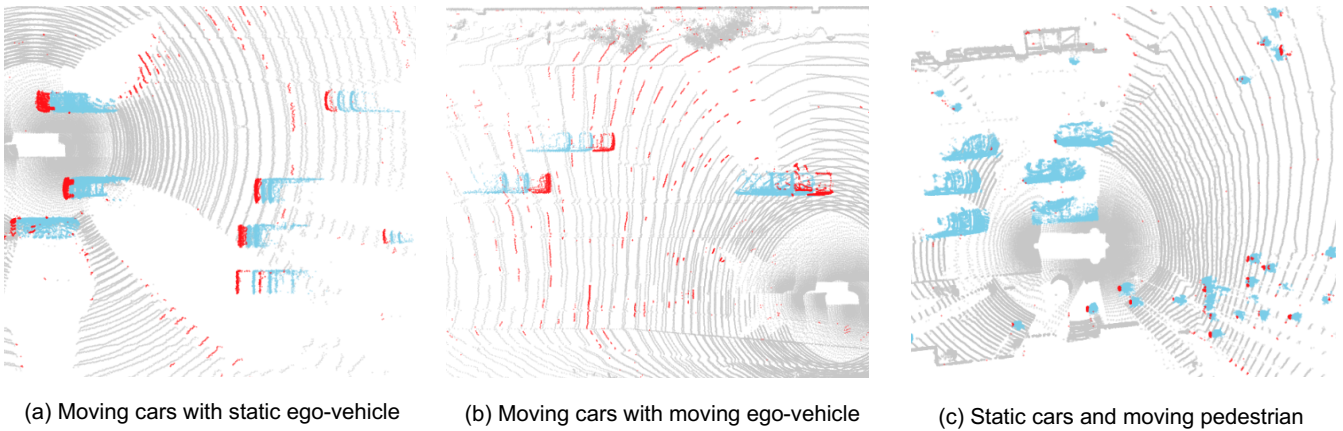 (a) Moving cars with static ego-vehicle
(b) Moving cars with moving ego-vehicle
(c) Static cars and moving pedestrian